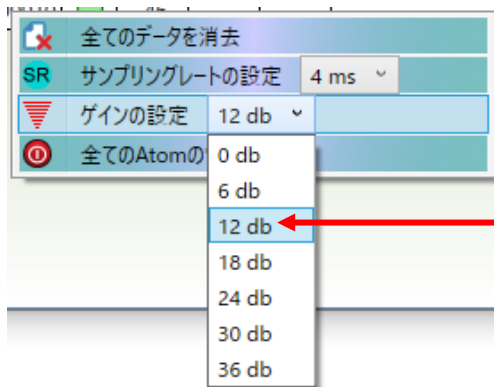 全てのデータを消去
SR サンプリングレートの設定 4 ms
ゲインの設定 12 db
全てのAtomの
0 db
6 db
12 db
18 db
24 db
30 db
36 db